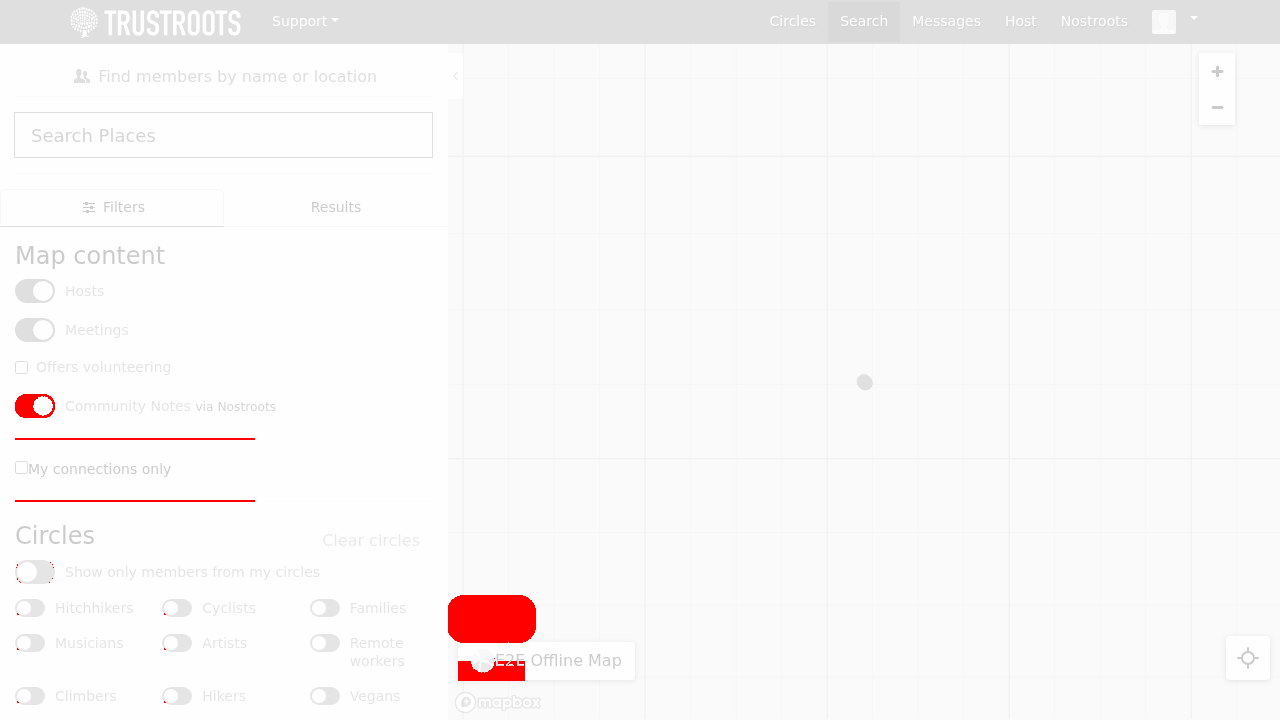 TRUSTROOTS Support Circles Search Messages Host Nostroots
Find members by name or location
Search Places
Filters Results
Map content
Hosts
Meetings
Offers volunteering
Community Notes via Nostroots
My connections only
Circles Clear circles
Show only members from my circles
Hitchhikers Cyclists Families
Musicians Artists Remote workers
E2E Offline Map
Climbers Hikers Vegans
mapbox